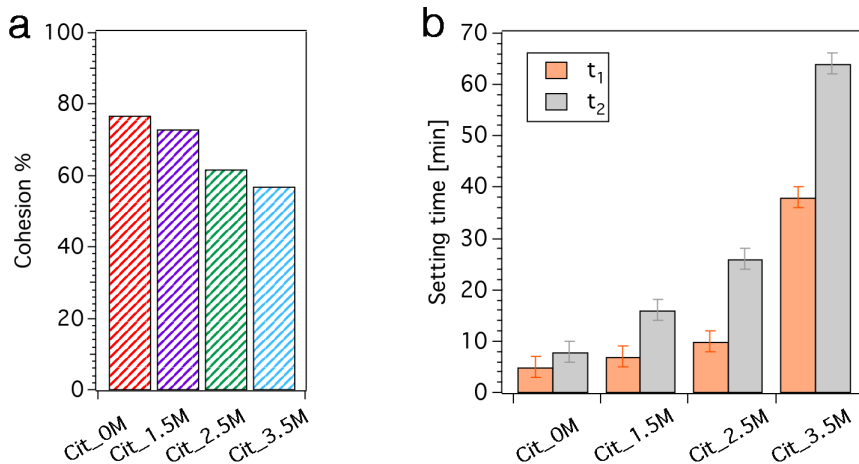 a
100
80
60
40
20
0
Cohesion %
Cit_0M
Cit_1.5M
Cit_2.5M
Cit_3.5M
b
70
60
50
40
30
20
10
0
Setting time [min]
t₁
t₂
Cit_0M
Cit_1.5M
Cit_2.5M
Cit_3.5M